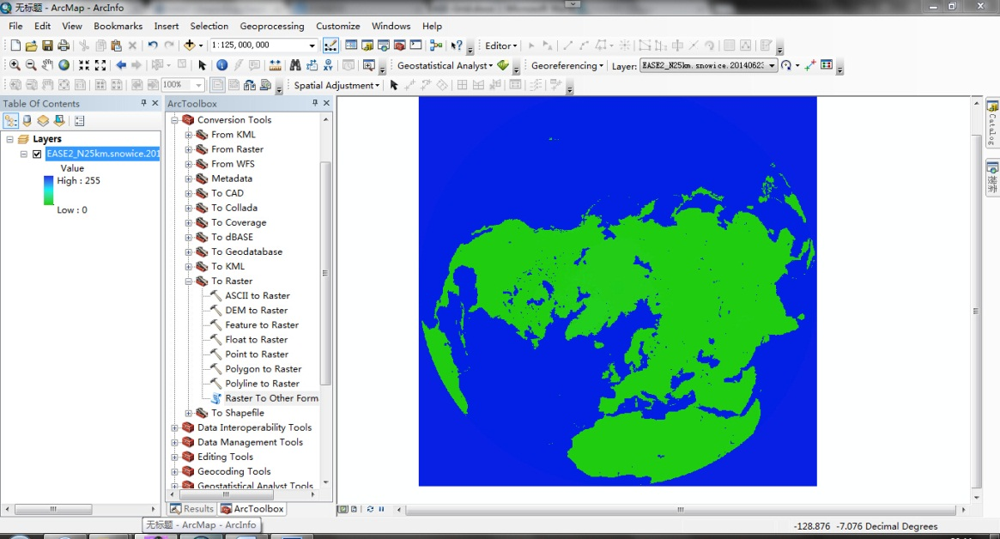 无标题 - ArcMap - ArcInfo
File Edit View Bookmarks Insert Selection Geoprocessing Customize Windows Help
1:125,000,000 Editor
Geostatistical Analyst Georeferencing Layer: EASE2_N25km.snowice.20140623
100% Spatial Adjustment
Table Of Contents
Layers
EASE2_N25km.snowice.201
Value
High : 255
Low : 0
ArcToolbox
Conversion Tools
From KML
From Raster
From WFS
Metadata
To CAD
To Collada
To Coverage
To dBASE
To Geodatabase
To KML
To Raster
ASCII to Raster
DEM to Raster
Feature to Raster
Float to Raster
Point to Raster
Polygon to Raster
Polyline to Raster
Raster To Other Form
To Shapefile
Data Interoperability Tools
Data Management Tools
Editing Tools
Geocoding Tools
Geostatistical Analyst Tools
Results ArcToolbox
Catalog
搜索
无标题 - ArcMap - ArcInfo
-128.876 -7.076 Decimal Degrees